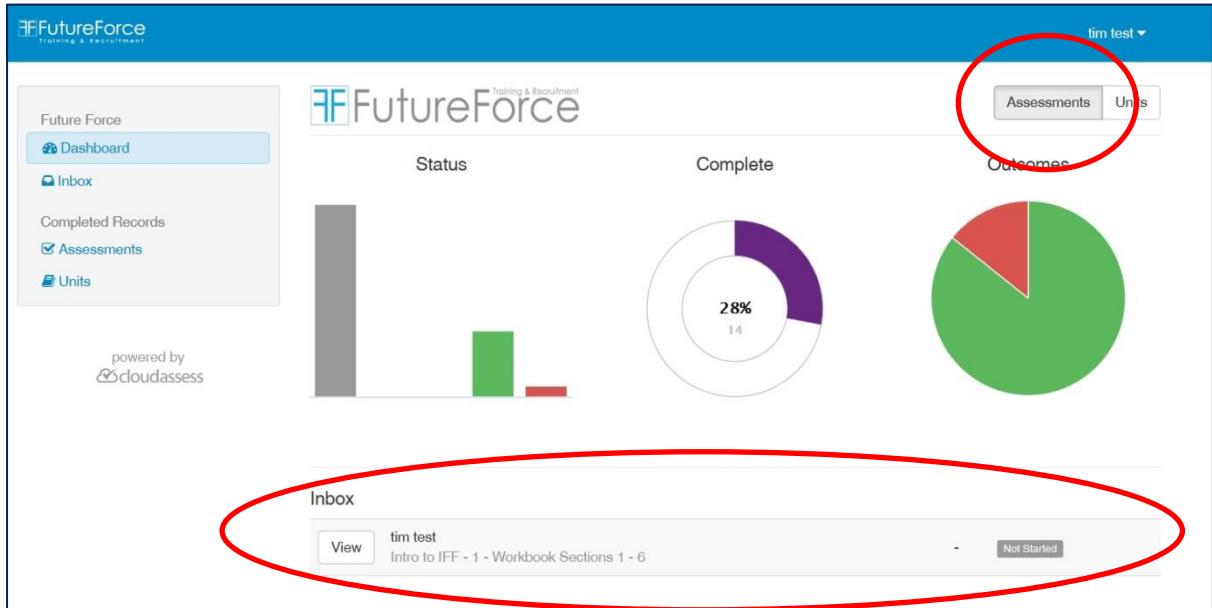 FF FutureForce
Training & Recruitment
tim test
Future Force
Dashboard
Inbox
Completed Records
Assessments
Units
powered by
cloudassess
FF FutureForce
Training & Recruitment
Assessments Units
Status
Complete
Outcomes
28%
14
Inbox
View
tim test
Intro to IFF - 1 - Workbook Sections 1 - 6
-
Not Started